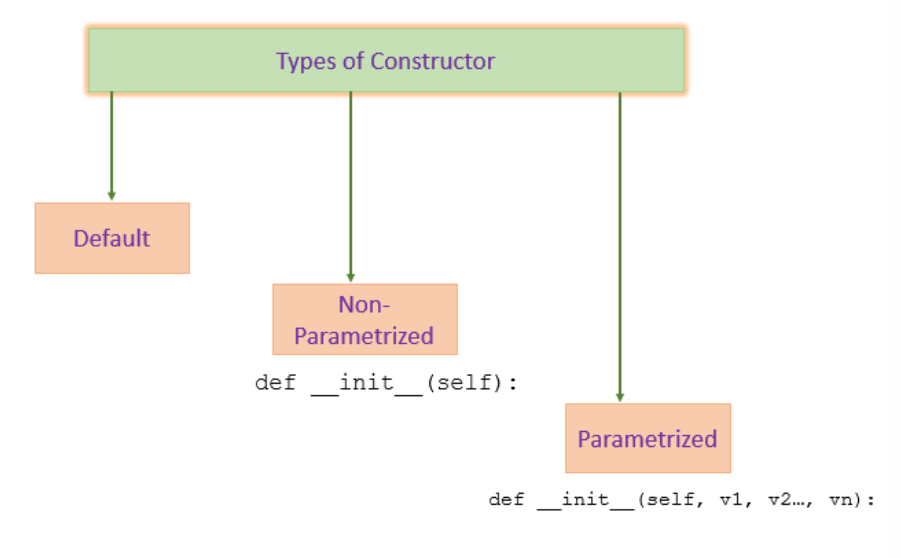 Types of Constructor
Default
Non-
Parametrized
def __init__(self):
Parametrized
def __init__(self, v1, v2…, vn):